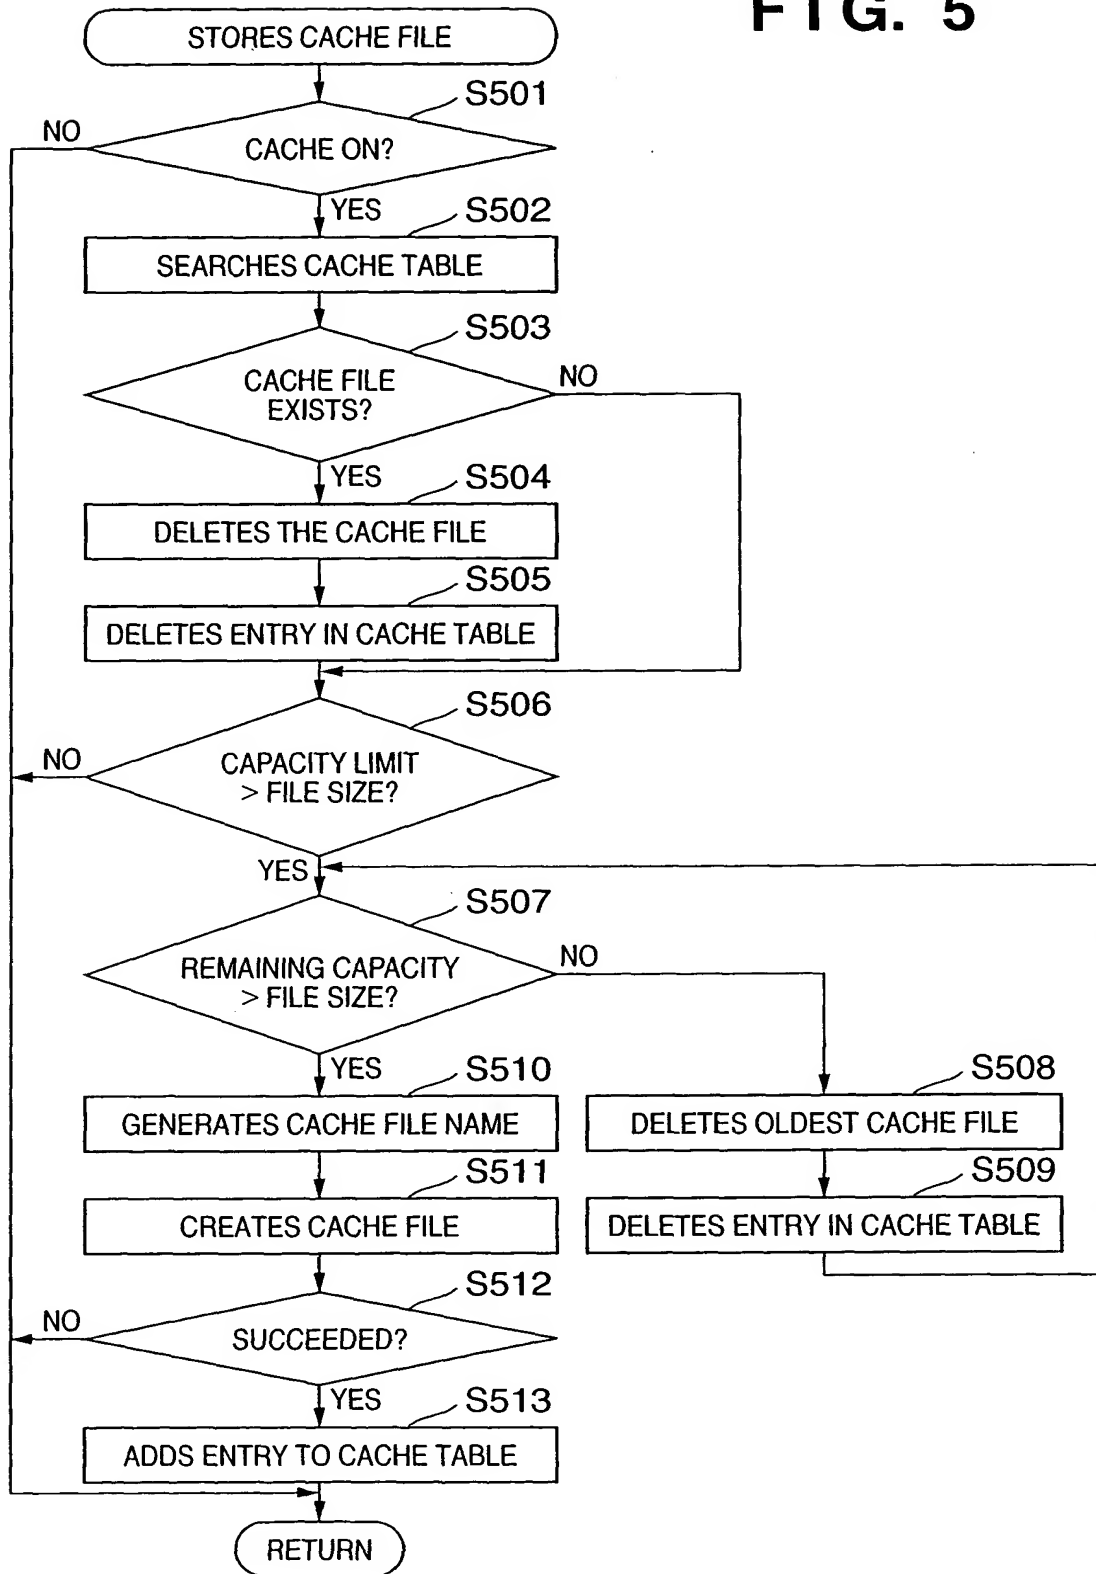 FIG. 5
STORES CACHE FILE
S501
NO
CACHE ON?
YES
S502
SEARCHES CACHE TABLE
S503
CACHE FILE
EXISTS?
NO
YES
S504
DELETES THE CACHE FILE
S505
DELETES ENTRY IN CACHE TABLE
S506
NO
CAPACITY LIMIT
> FILE SIZE?
YES
S507
NO
REMAINING CAPACITY
> FILE SIZE?
YES
S510
S508
GENERATES CACHE FILE NAME
DELETES OLDEST CACHE FILE
S511
S509
CREATES CACHE FILE
DELETES ENTRY IN CACHE TABLE
S512
NO
SUCCEEDED?
YES
S513
ADDS ENTRY TO CACHE TABLE
RETURN